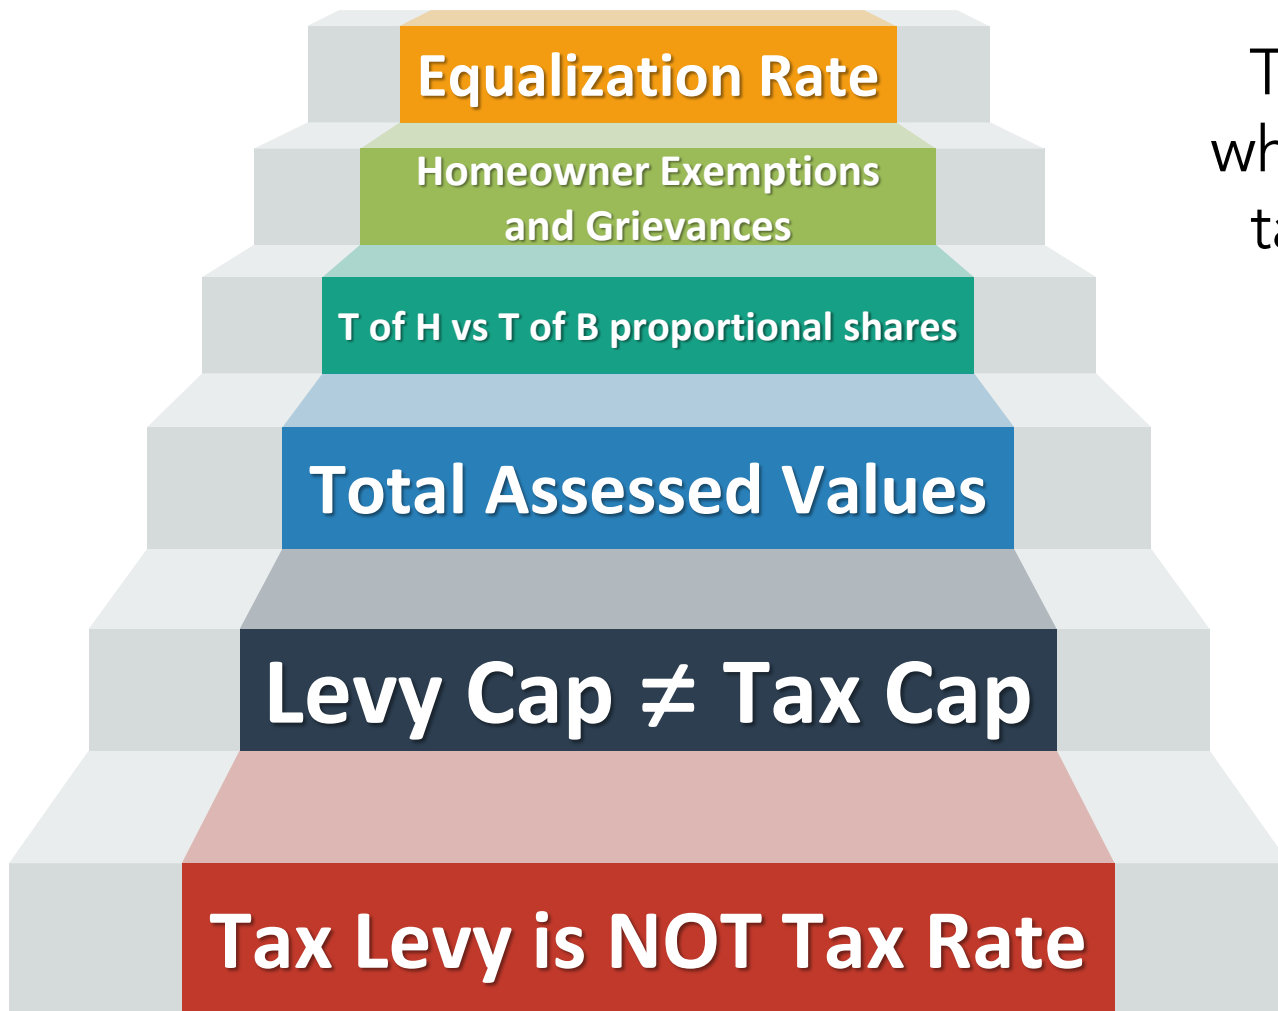 Equalization Rate
Homeowner Exemptions
and Grievances
T of H vs T of B proportional shares
Total Assessed Values
Levy Cap ≠ Tax Cap
Tax Levy is NOT Tax Rate